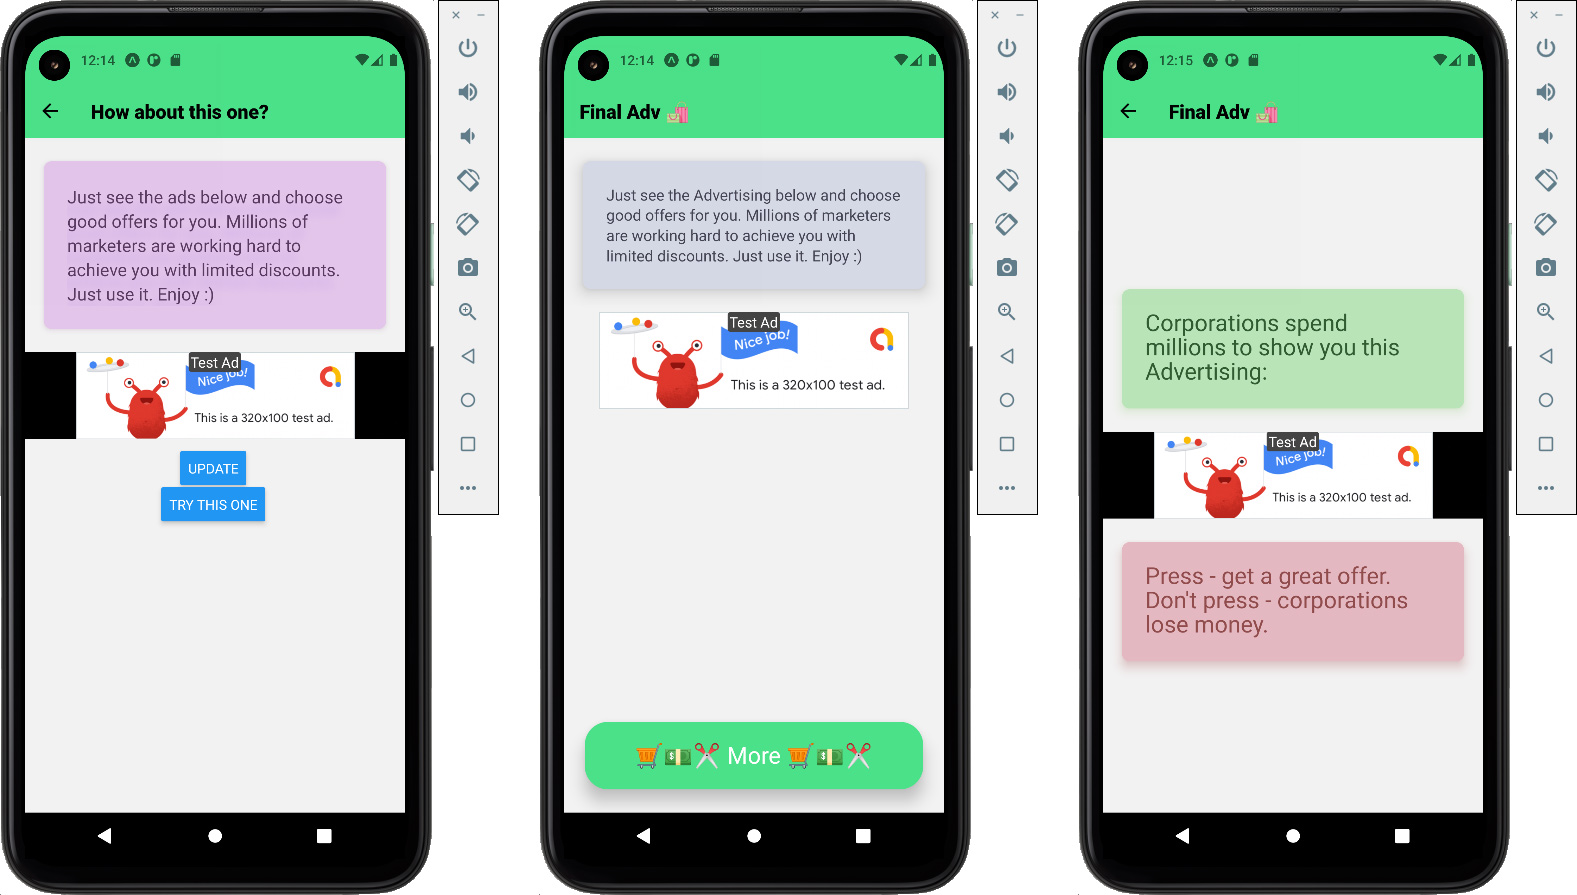 12:14
How about this one?
Just see the ads below and choose
good offers for you. Millions of
marketers are working hard to
achieve you with limited discounts.
Just use it. Enjoy :)
Test Ad
Nice job!
This is a 320x100 test ad.
UPDATE
TRY THIS ONE
12:14
Final Adv
Just see the Advertising below and choose
good offers for you. Millions of marketers
are working hard to achieve you with
limited discounts. Just use it. Enjoy :)
Test Ad
Nice job!
This is a 320x100 test ad.
More
12:15
Final Adv
Corporations spend
millions to show you this
Advertising:
Test Ad
Nice job!
This is a 320x100 test ad.
Press - get a great offer.
Don't press - corporations
lose money.